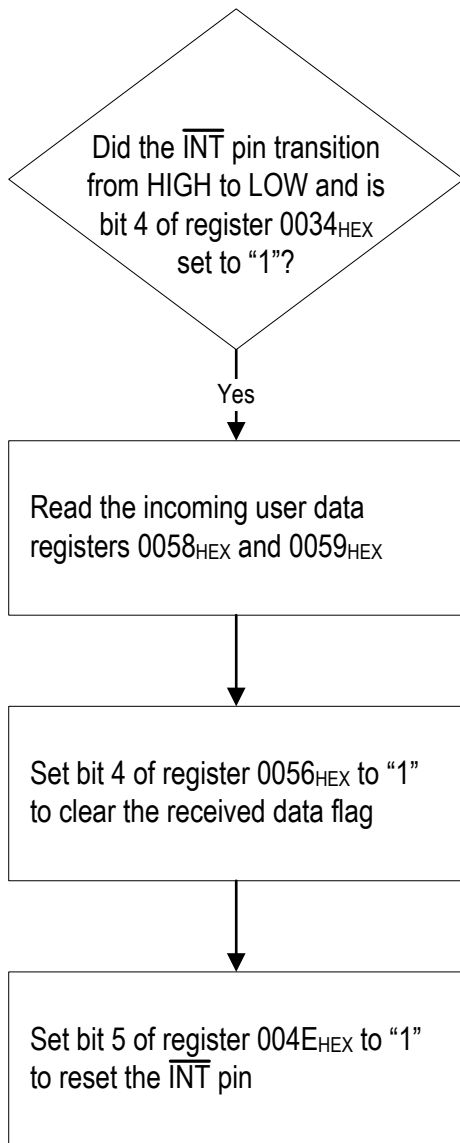 Did the INT pin transition
from HIGH to LOW and is
bit 4 of register 0034HEX
set to “1”?
Yes
Read the incoming user data
registers 0058HEX and 0059HEX
Set bit 4 of register 0056HEX to “1”
to clear the received data flag
Set bit 5 of register 004EHEX to “1”
to reset the INT pin